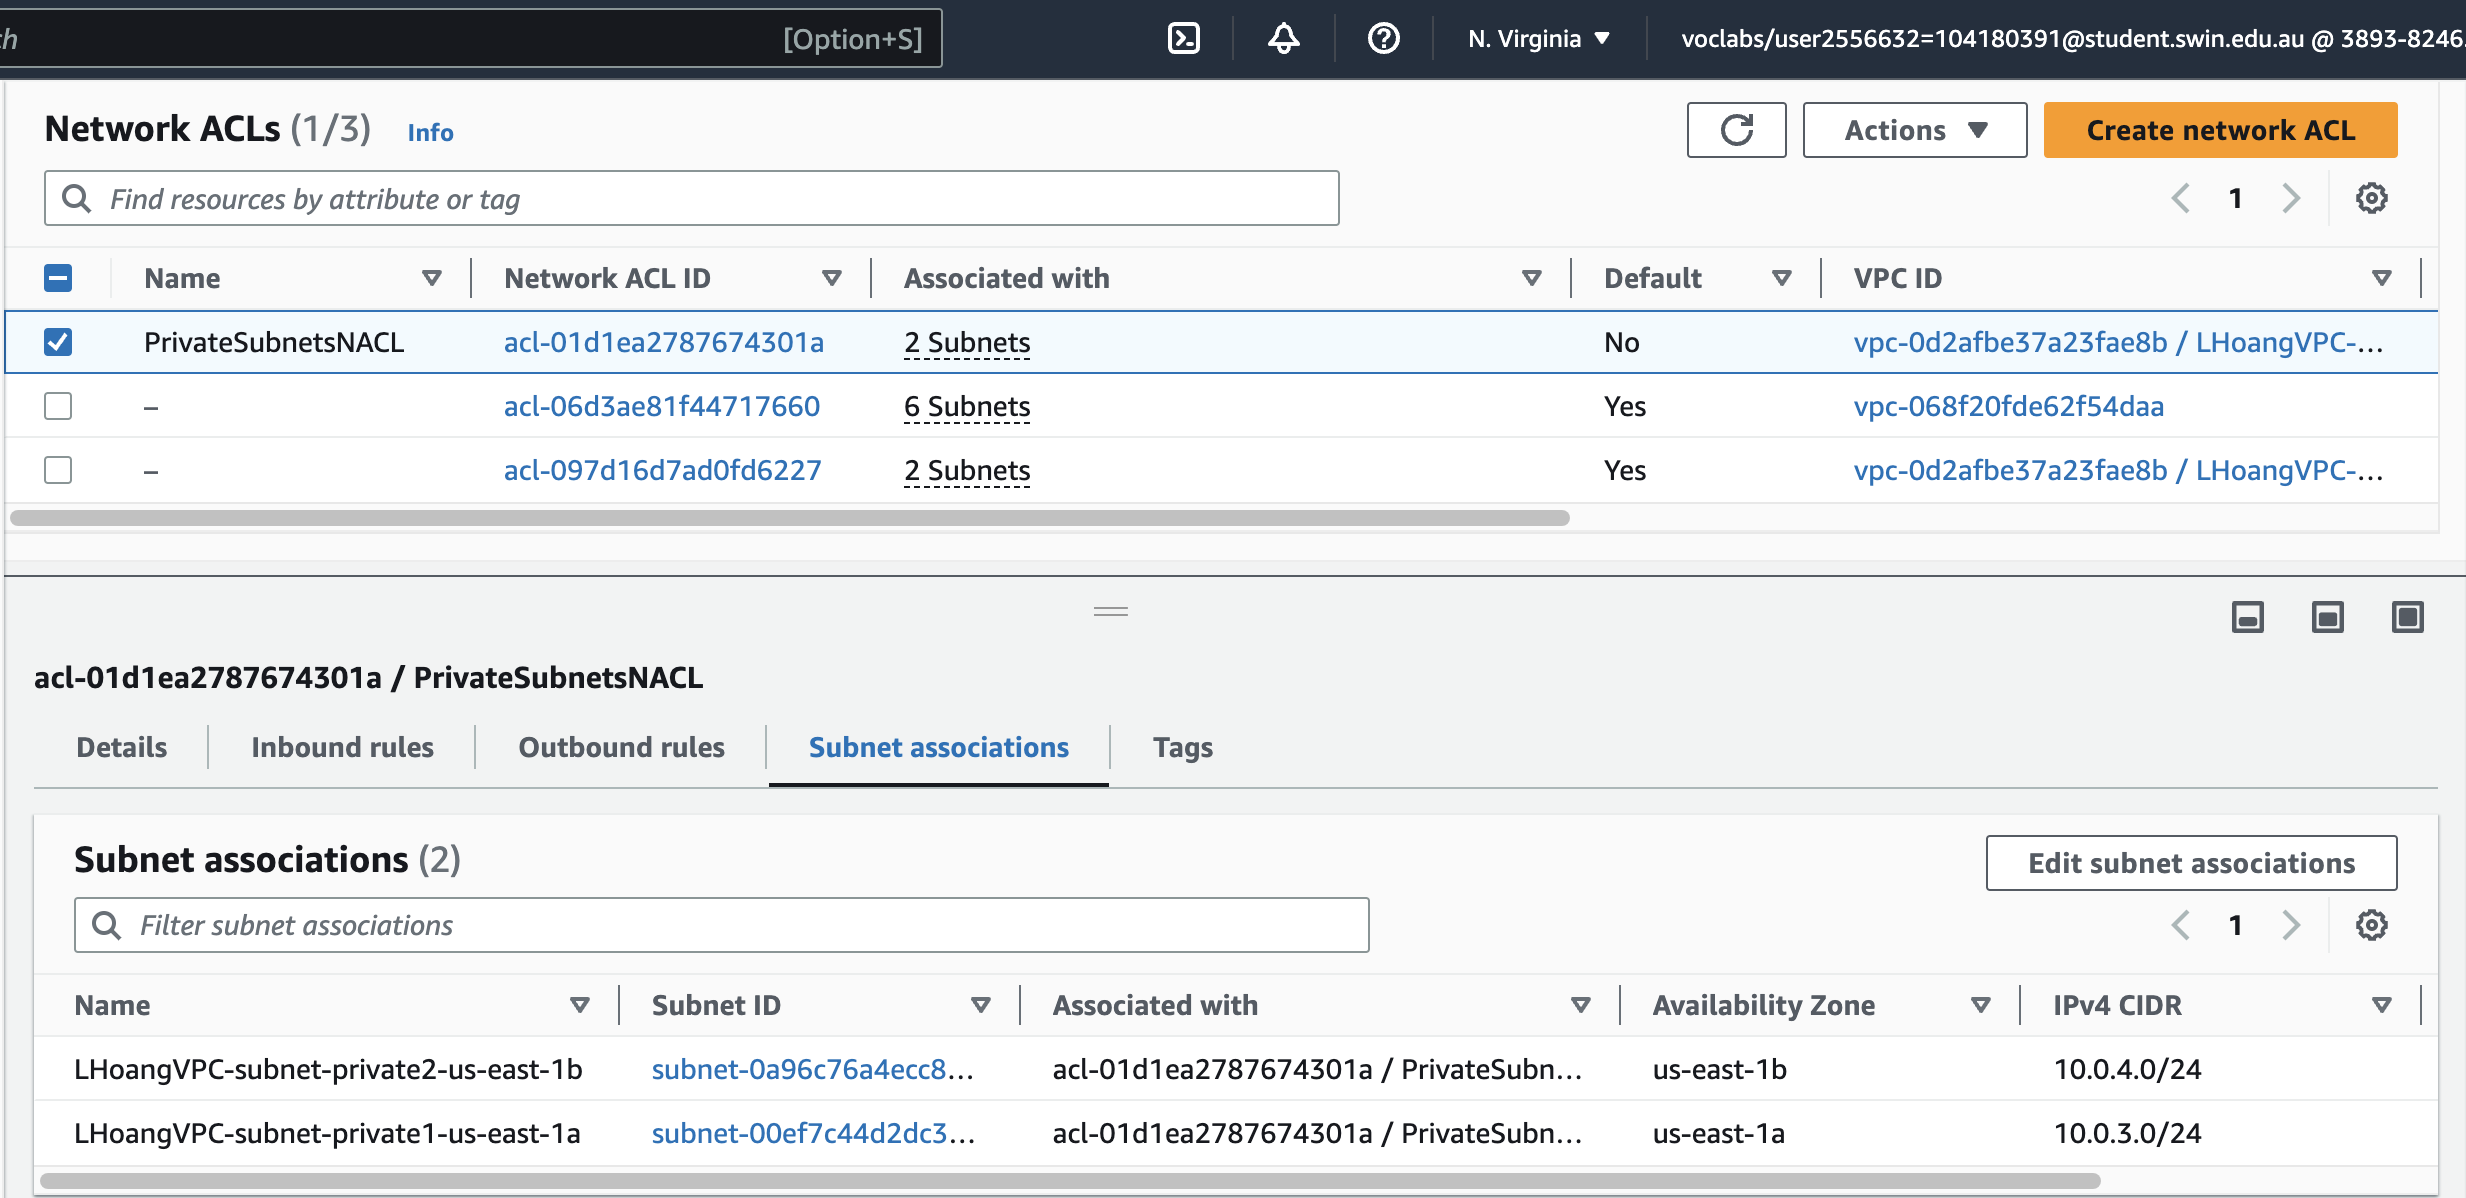 [Option+S] N. Virginia voclabs/user2556632=104180391@student.swin.edu.au @ 3893-8246
Network ACLs (1/3) Info Actions Create network ACL
Find resources by attribute or tag 1
Name Network ACL ID Associated with Default VPC ID
PrivateSubnetsNACL acl-01d1ea2787674301a 2 Subnets No vpc-0d2afbe37a23fae8b / LHoangVPC-...
– acl-06d3ae81f44717660 6 Subnets Yes vpc-068f20fde62f54daa
– acl-097d16d7ad0fd6227 2 Subnets Yes vpc-0d2afbe37a23fae8b / LHoangVPC-...
acl-01d1ea2787674301a / PrivateSubnetsNACL
Details Inbound rules Outbound rules Subnet associations Tags
Subnet associations (2) Edit subnet associations
Filter subnet associations 1
Name Subnet ID Associated with Availability Zone IPv4 CIDR
LHoangVPC-subnet-private2-us-east-1b subnet-0a96c76a4ecc8... acl-01d1ea2787674301a / PrivateSubn... us-east-1b 10.0.4.0/24
LHoangVPC-subnet-private1-us-east-1a subnet-00ef7c44d2dc3... acl-01d1ea2787674301a / PrivateSubn... us-east-1a 10.0.3.0/24